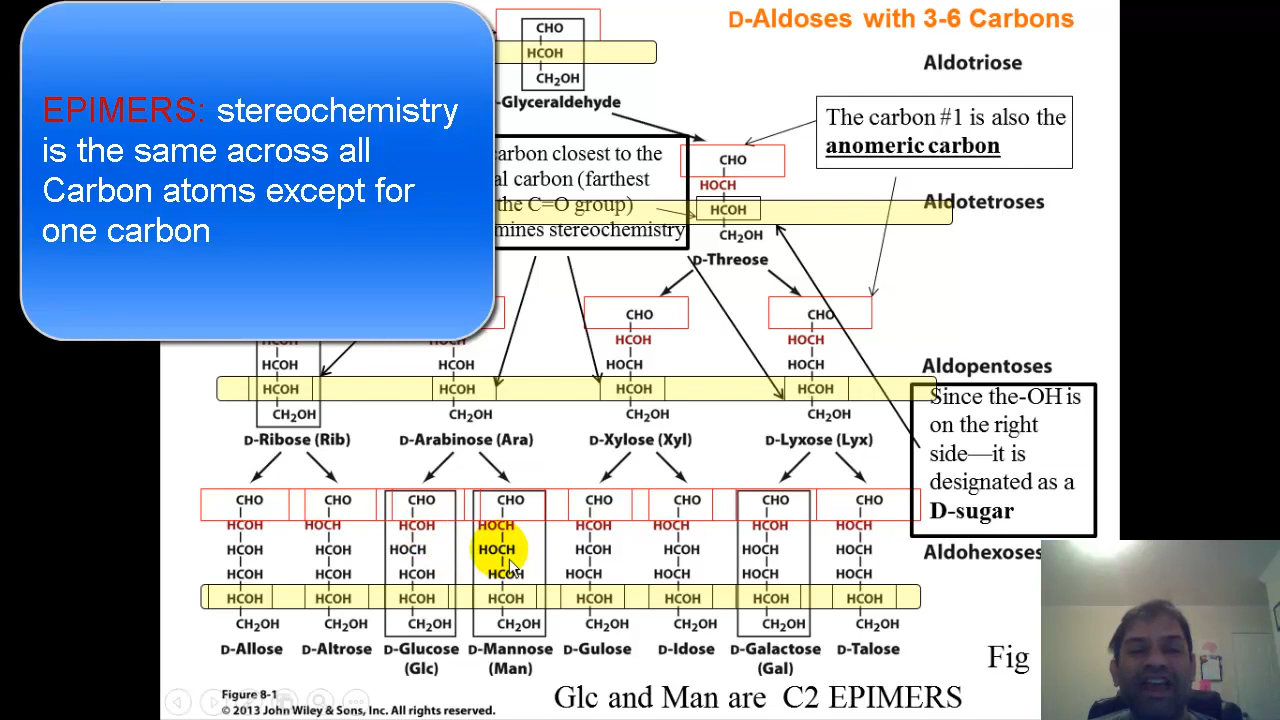 D-Aldoses with 3-6 Carbons
EPIMERS: stereochemistry
is the same across all
Carbon atoms except for
one carbon
CHO
HCOH
CH2OH
-Glyceraldehyde
Aldotriose
The carbon #1 is also the
anomeric carbon
carbon closest to the
al carbon (farthest
the C=O group)
mines stereochemistry
CHO
HOCH
HCOH
CH2OH
D-Threose
Aldotetroses
CHO CHO
HCOH HOCH HCOH HOCH
HCOH HCOH HOCH HOCH
HCOH HCOH HCOH HCOH
CH2OH CH2OH CH2OH CH2OH
D-Ribose (Rib) D-Arabinose (Ara) D-Xylose (Xyl) D-Lyxose (Lyx)
Aldopentoses
Since the-OH is
on the right
side—it is
designated as a
D-sugar
CHO CHO CHO CHO CHO CHO CHO CHO
HCOH HOCH HCOH HOCH HCOH HOCH HCOH HOCH
HCOH HCOH HOCH HOCH HCOH HCOH HOCH HOCH
HCOH HCOH HCOH HCOH HOCH HOCH HOCH HOCH
HCOH HCOH HCOH HCOH HCOH HCOH HCOH HCOH
CH2OH CH2OH CH2OH CH2OH CH2OH CH2OH CH2OH CH2OH
D-Allose D-Altrose D-Glucose D-Mannose D-Gulose D-Idose D-Galactose D-Talose
(Glc) (Man) (Gal)
Aldohexoses
Fig
Figure 8-1
© 2013 John Wiley & Sons, Inc. All rights reserved.
Glc and Man are C2 EPIMERS